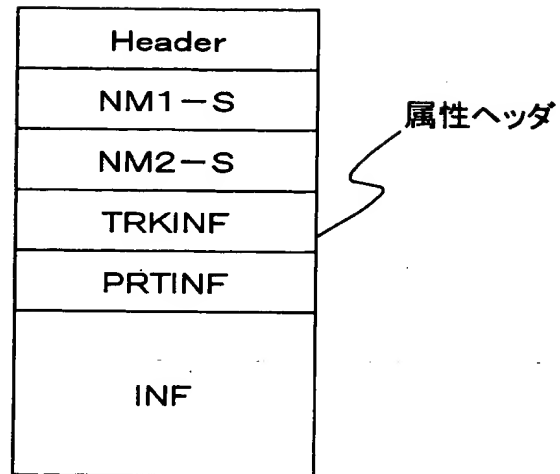 Header
NM1-S
属性ヘッダ
NM2-S
TRKINF
PRTINF
INF